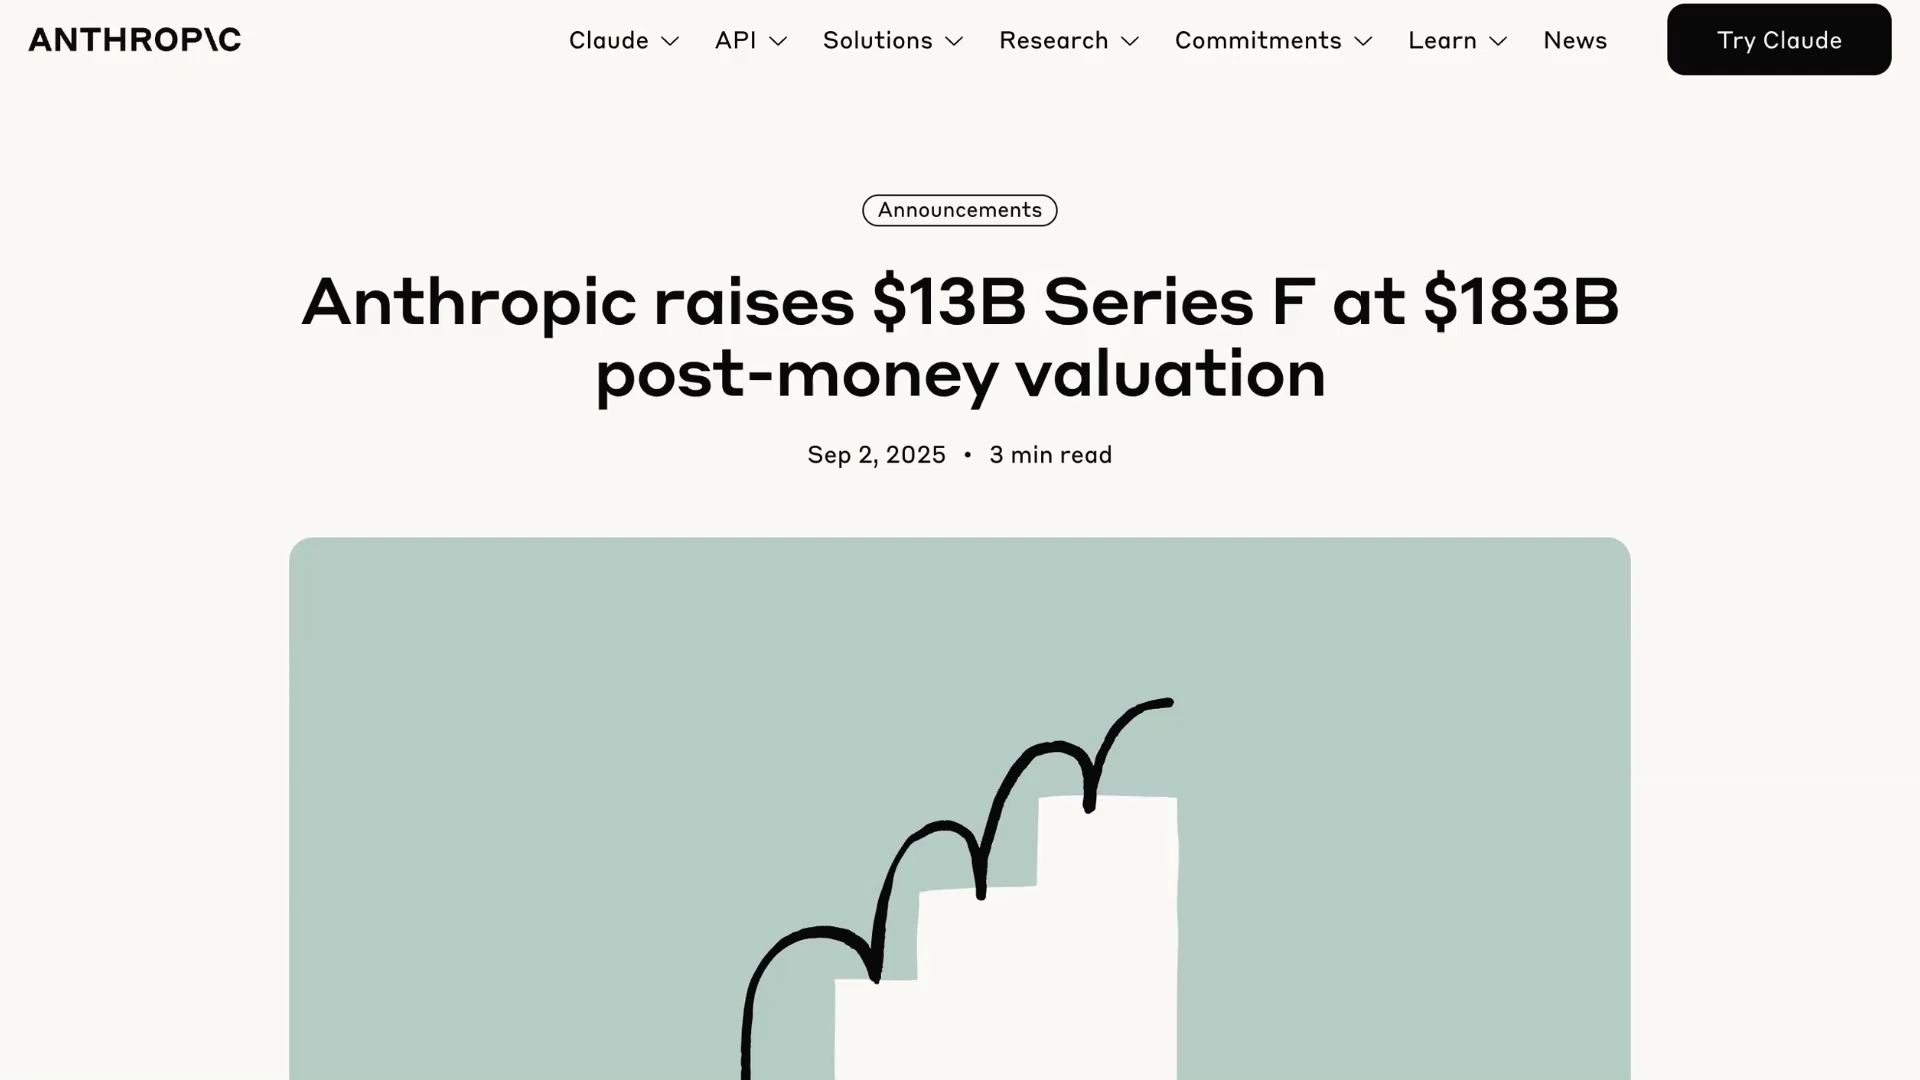 ANTHROP\C
Claude API Solutions Research Commitments Learn News Try Claude
Announcements
Anthropic raises $13B Series F at $183B
post-money valuation
Sep 2, 2025 • 3 min read